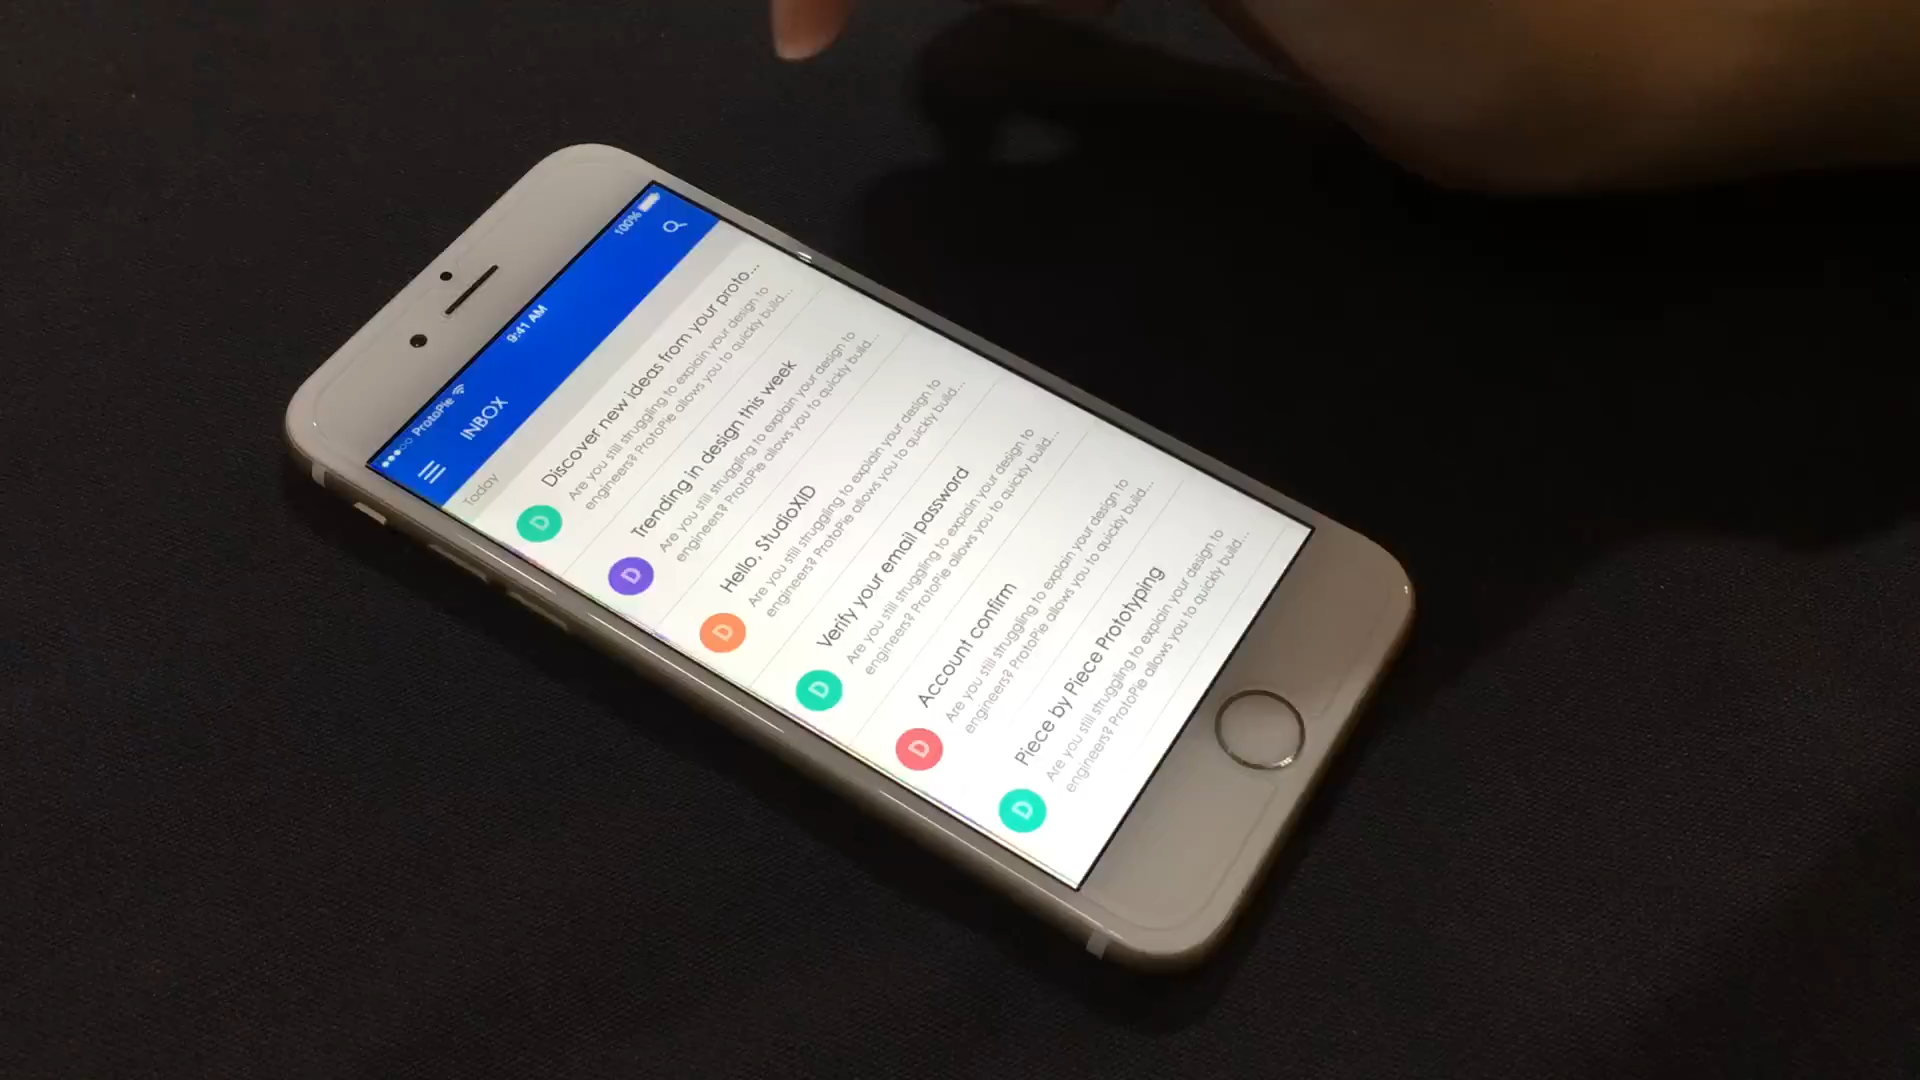 ProtoPie 9:41 AM 100%
INBOX
Today
D
Discover new ideas from your proto...
Are you still struggling to explain your design to
engineers? ProtoPie allows you to quickly build...
D
Trending in design this week
Are you still struggling to explain your design to
engineers? ProtoPie allows you to quickly build...
D
Hello, StudioXID
Are you still struggling to explain your design to
engineers? ProtoPie allows you to quickly build...
D
Verify your email password
Are you still struggling to explain your design to
engineers? ProtoPie allows you to quickly build...
D
Account confirm
Are you still struggling to explain your design to
engineers? ProtoPie allows you to quickly build...
D
Piece by Piece Prototyping
Are you still struggling to explain your design to
engineers? ProtoPie allows you to quickly build...